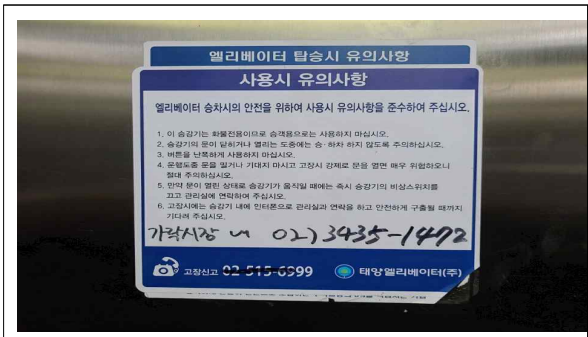 엘리베이터 탑승시 유의사항
사용시 유의사항
엘리베이터 승차시의 안전을 위하여 사용시 유의사항을 준수하여 주십시오.
1. 이 승강기는 화물전용이므로 승객용으로는 사용하지 마십시오.
2. 승강기의 문이 닫히거나 열리는 도중에는 승·하차 하지 않도록 주의하십시오.
3. 버튼을 난폭하게 사용하지 마십시오.
4. 운행도중 문을 밀거나 기대지 마시고 고장시 강제로 문을 열면 매우 위험하오니
절대 주의하십시오.
5. 만약 문이 열린 상태로 승강기가 움직일 때에는 즉시 승강기의 비상스위치를
끄고 관리실에 연락하여 주십시오.
6. 고장시에는 승강기 내에 인터폰으로 관리실과 연락을 하고 안전하게 구출될 때까지
기다려 주십시오.
가락시장 내 02) 3435-1472
고장신고 02-515-6999 태양엘리베이터(주)